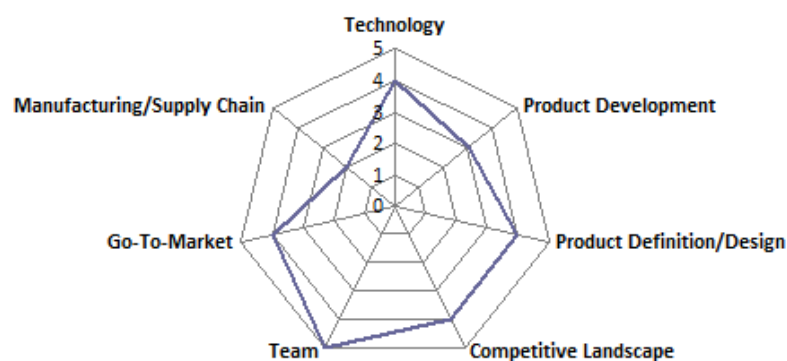 Technology
5
4
3
2
1
0
Manufacturing/Supply Chain
Product Development
Go-To-Market
Product Definition/Design
Team
Competitive Landscape